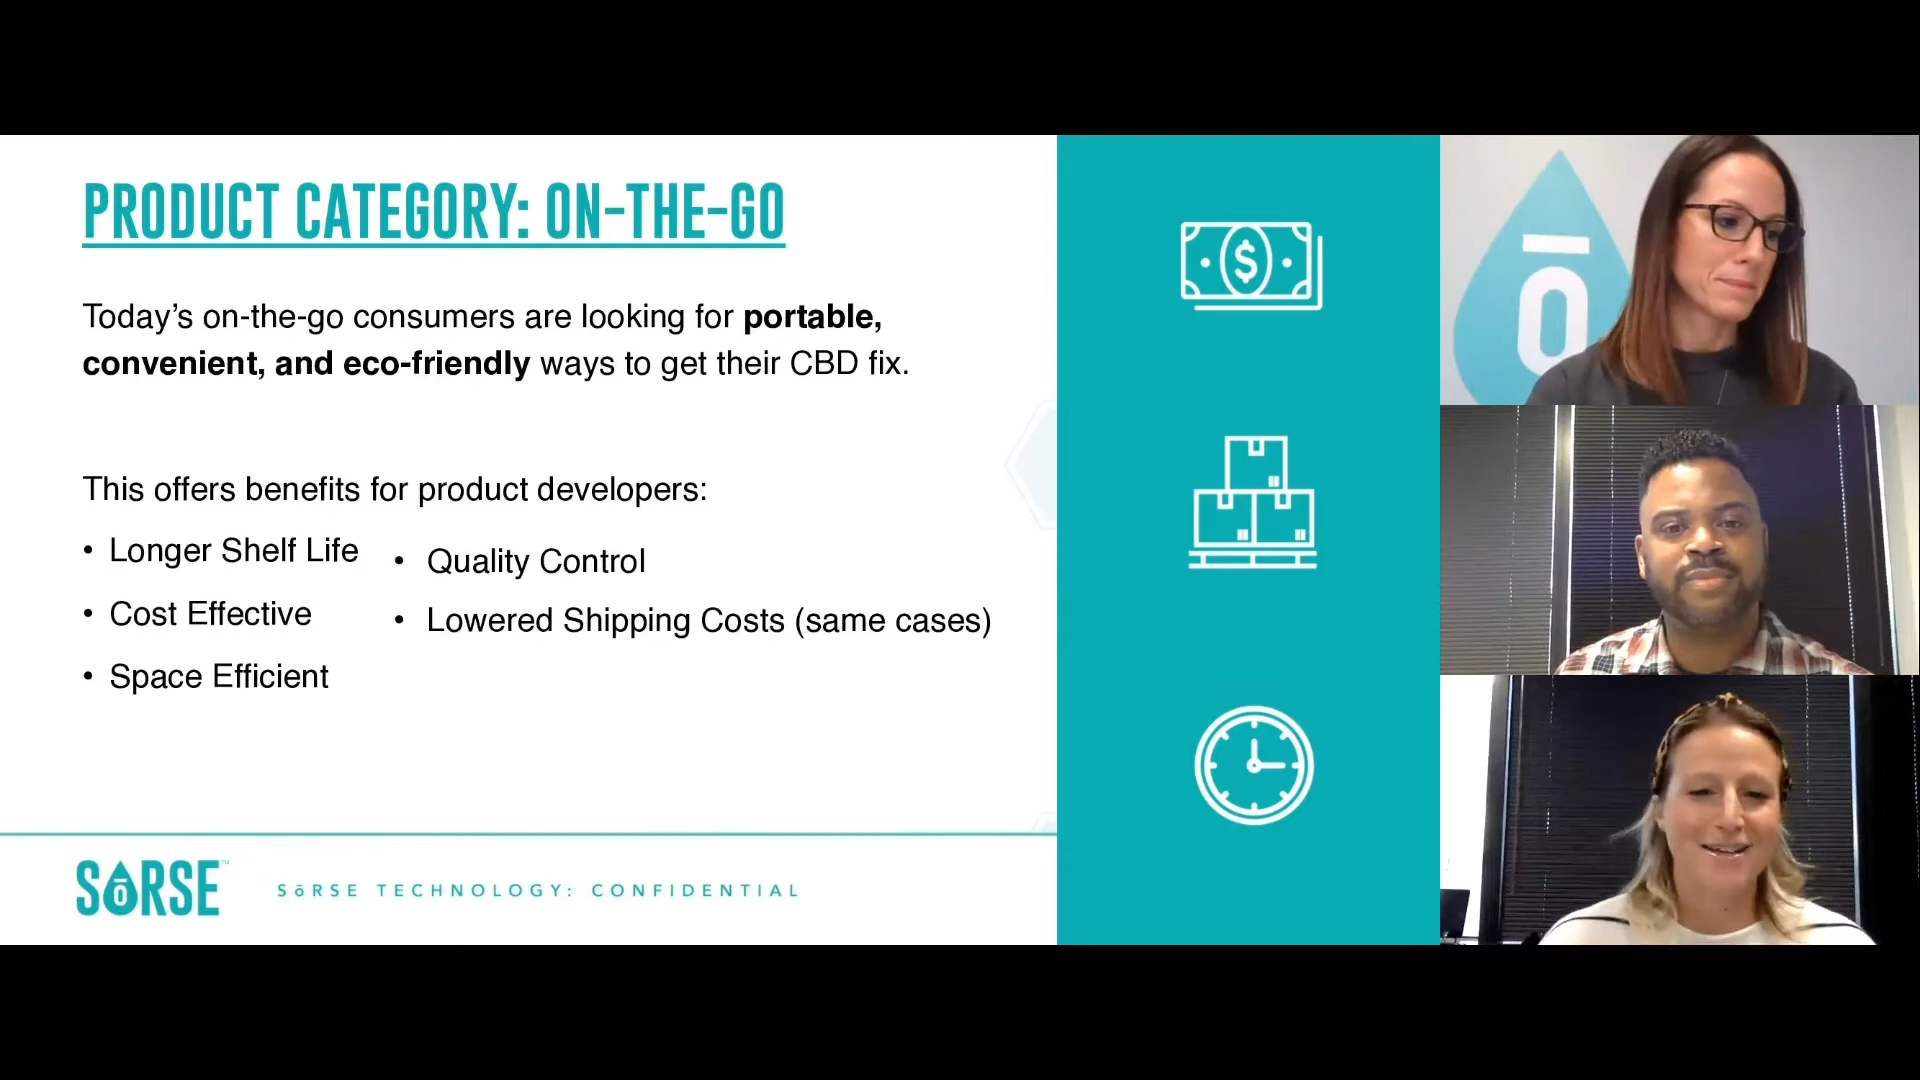 PRODUCT CATEGORY: ON-THE-GO
Today's on-the-go consumers are looking for portable,
convenient, and eco-friendly ways to get their CBD fix.
This offers benefits for product developers:
• Longer Shelf Life
• Cost Effective
• Space Efficient
• Quality Control
• Lowered Shipping Costs (same cases)
SōRSE™
SōRSE TECHNOLOGY: CONFIDENTIAL
$
ō